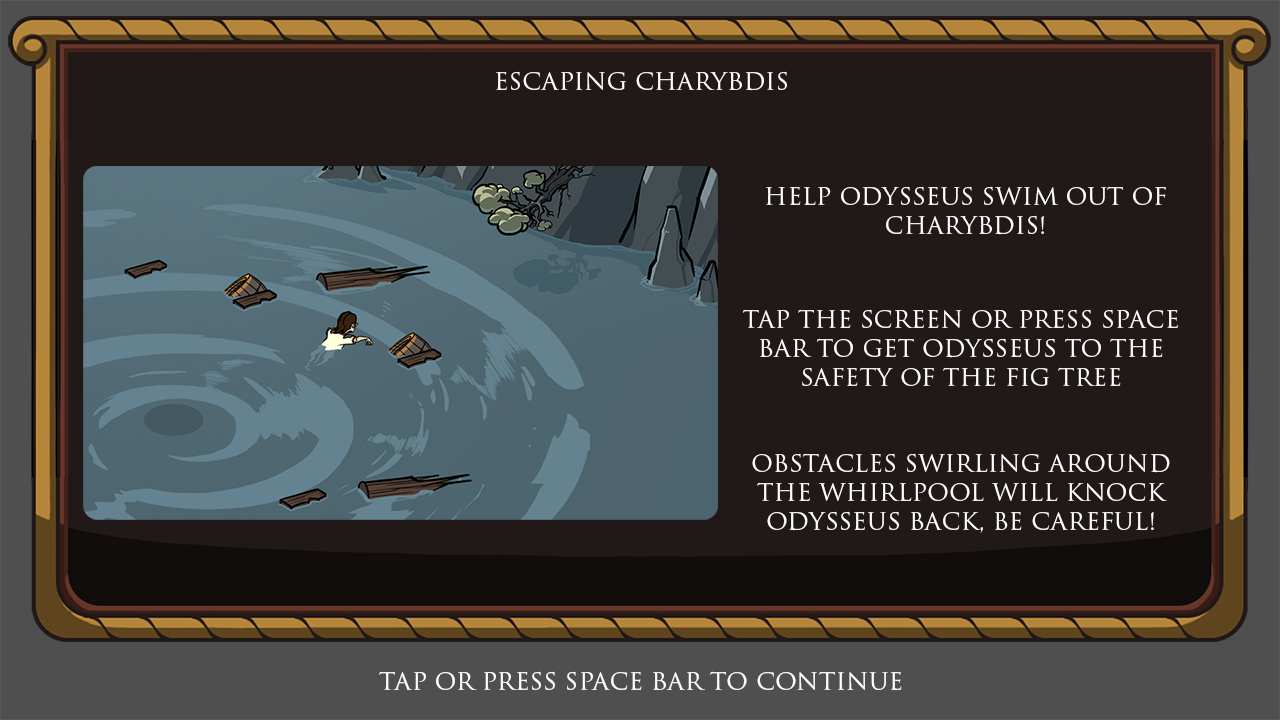 ESCAPING CHARYBDIS
HELP ODYSSEUS SWIM OUT OF
CHARYBDIS!
TAP THE SCREEN OR PRESS SPACE
BAR TO GET ODYSSEUS TO THE
SAFETY OF THE FIG TREE
OBSTACLES SWIRLING AROUND
THE WHIRLPOOL WILL KNOCK
ODYSSEUS BACK, BE CAREFUL!
TAP OR PRESS SPACE BAR TO CONTINUE